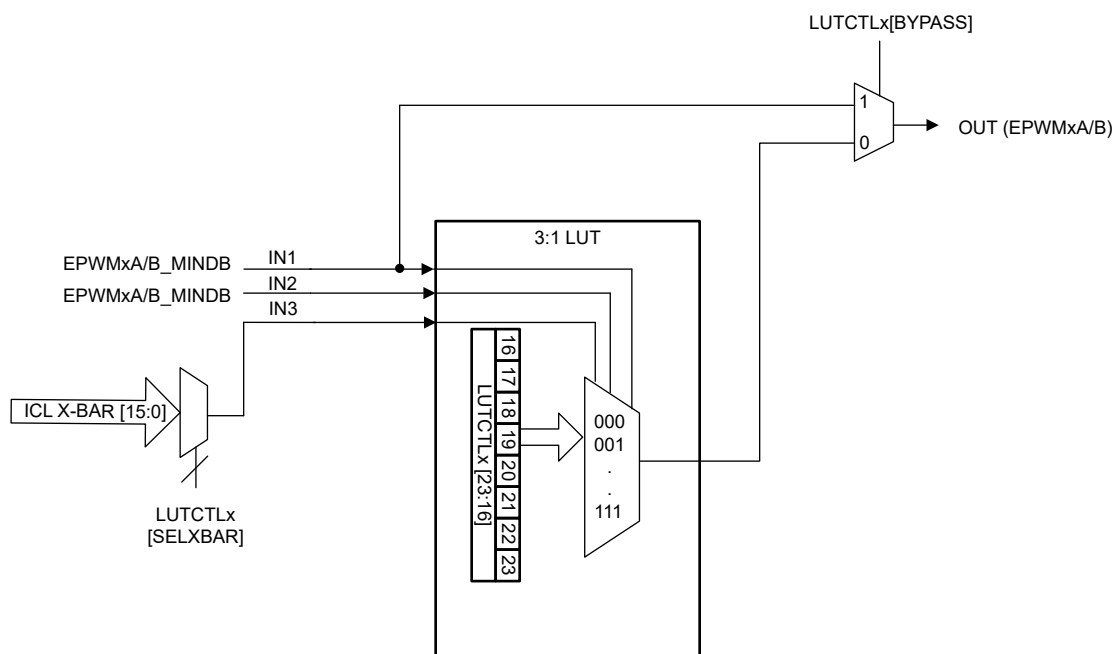 LUTCTLx[BYPASS]
1
OUT (EPWMxA/B)
0
3:1 LUT
EPWMxA/B_MINDB
IN1
EPWMxA/B_MINDB
IN2
IN3
ICL X-BAR [15:0]
LUTCTLx
[SELXBAR]
LUTCTLx [23:16]
16
17
18
19
20
21
22
23
000
001
.
.
111